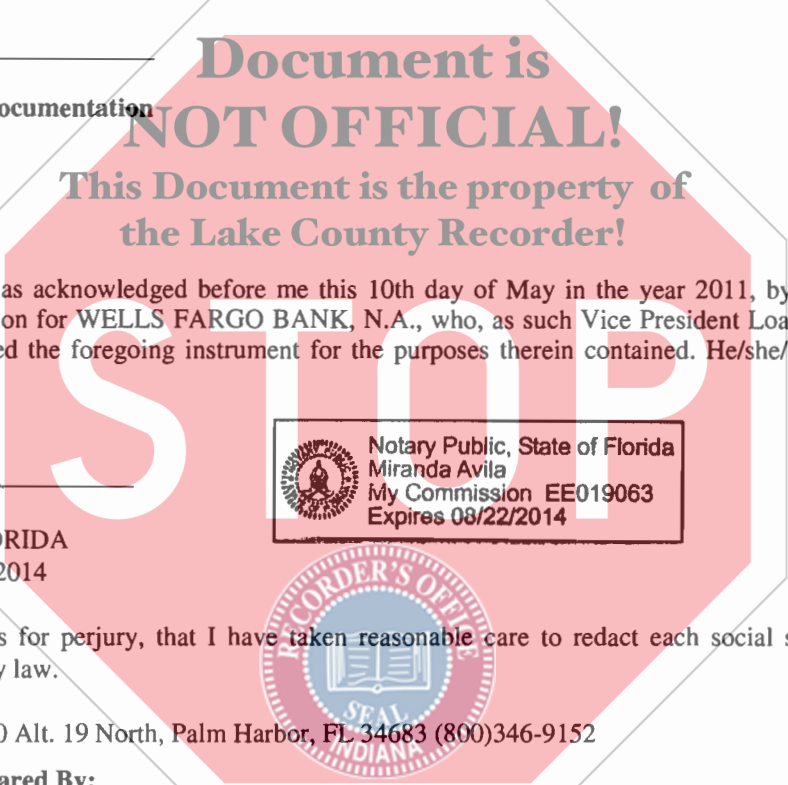 Document is
ocumentation
NOT OFFICIAL!
This Document is the property of
the Lake County Recorder!
as acknowledged before me this 10th day of May in the year 2011, by
on for WELLS FARGO BANK, N.A., who, as such Vice President Loa
ed the foregoing instrument for the purposes therein contained. He/she/
STOP
Notary Public, State of Florida
Miranda Avila
My Commission EE019063
Expires 08/22/2014
ORIDA
2014
RECORDER'S OFFICE
s for perjury, that I have taken reasonable care to redact each social s
y law.
SEAL
INDIANA
0 Alt. 19 North, Palm Harbor, FL 34683 (800)346-9152
ared By: